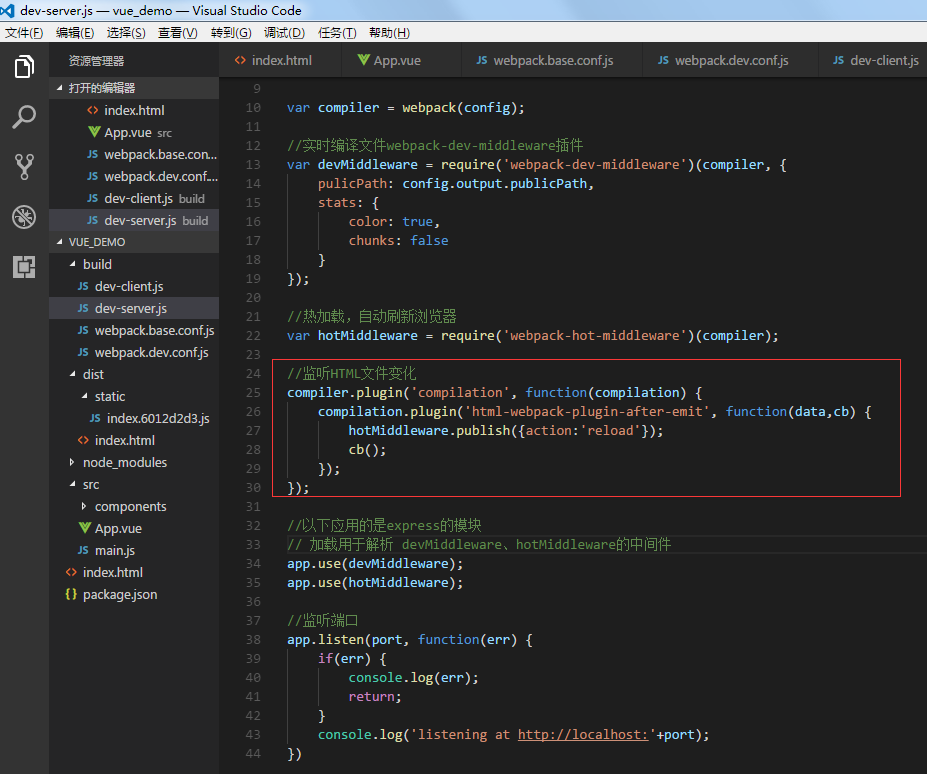 dev-server.js — vue_demo — Visual Studio Code
文件(F) 编辑(E) 选择(S) 查看(V) 转到(G) 调试(D) 任务(T) 帮助(H)
资源管理器
打开的编辑器
index.html
App.vue src
JS webpack.base.con...
JS webpack.dev.conf...
JS dev-client.js build
JS dev-server.js build
VUE_DEMO
build
JS dev-client.js
JS dev-server.js
JS webpack.base.conf.js
JS webpack.dev.conf.js
dist
static
JS index.6012d2d3.js
index.html
node_modules
src
components
App.vue
JS main.js
index.html
{} package.json
index.html App.vue JS webpack.base.conf.js JS webpack.dev.conf.js JS dev-client.js
9
10 var compiler = webpack(config);
11
12 //实时编译文件webpack-dev-middleware插件
13 var devMiddleware = require('webpack-dev-middleware')(compiler, {
14 pulicPath: config.output.publicPath,
15 stats: {
16 color: true,
17 chunks: false
18 }
19 });
20
21 //热加载，自动刷新浏览器
22 var hotMiddleware = require('webpack-hot-middleware')(compiler);
23
24 //监听HTML文件变化
25 compiler.plugin('compilation', function(compilation) {
26 compilation.plugin('html-webpack-plugin-after-emit', function(data,cb) {
27 hotMiddleware.publish({action:'reload'});
28 cb();
29 });
30 });
31
32 //以下应用的是express的模块
33 // 加载用于解析 devMiddleware、hotMiddleware的中间件
34 app.use(devMiddleware);
35 app.use(hotMiddleware);
36
37 //监听端口
38 app.listen(port, function(err) {
39 if(err) {
40 console.log(err);
41 return;
42 }
43 console.log('listening at http://localhost:'+port);
44 })